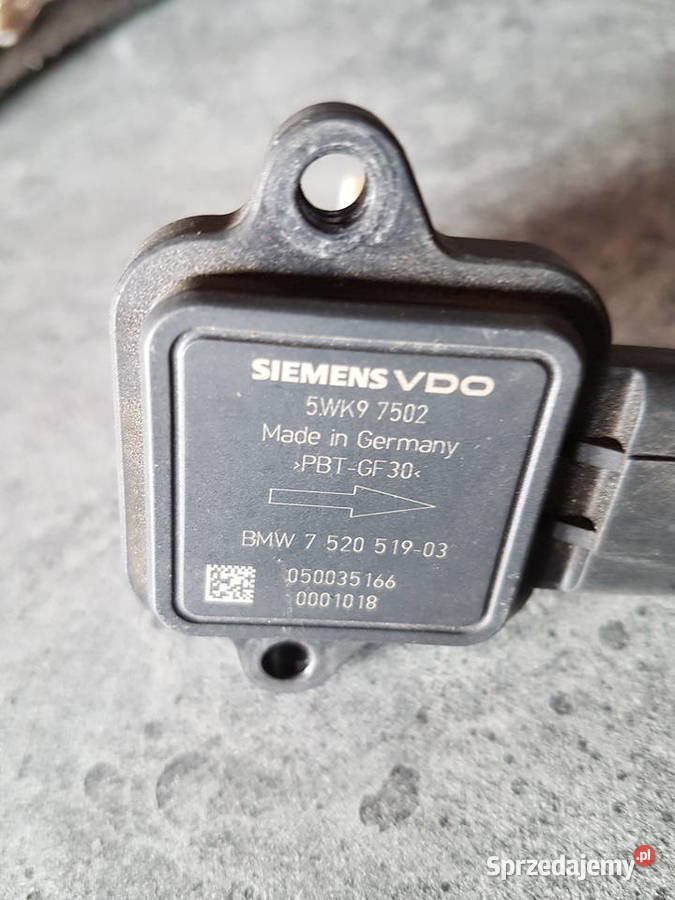 SIEMENS VDO
5WK9 7502
Made in Germany
>PBT-GF30<
BMW 7 520 519-03
050035166
0001018
Sprzedajemy.pl